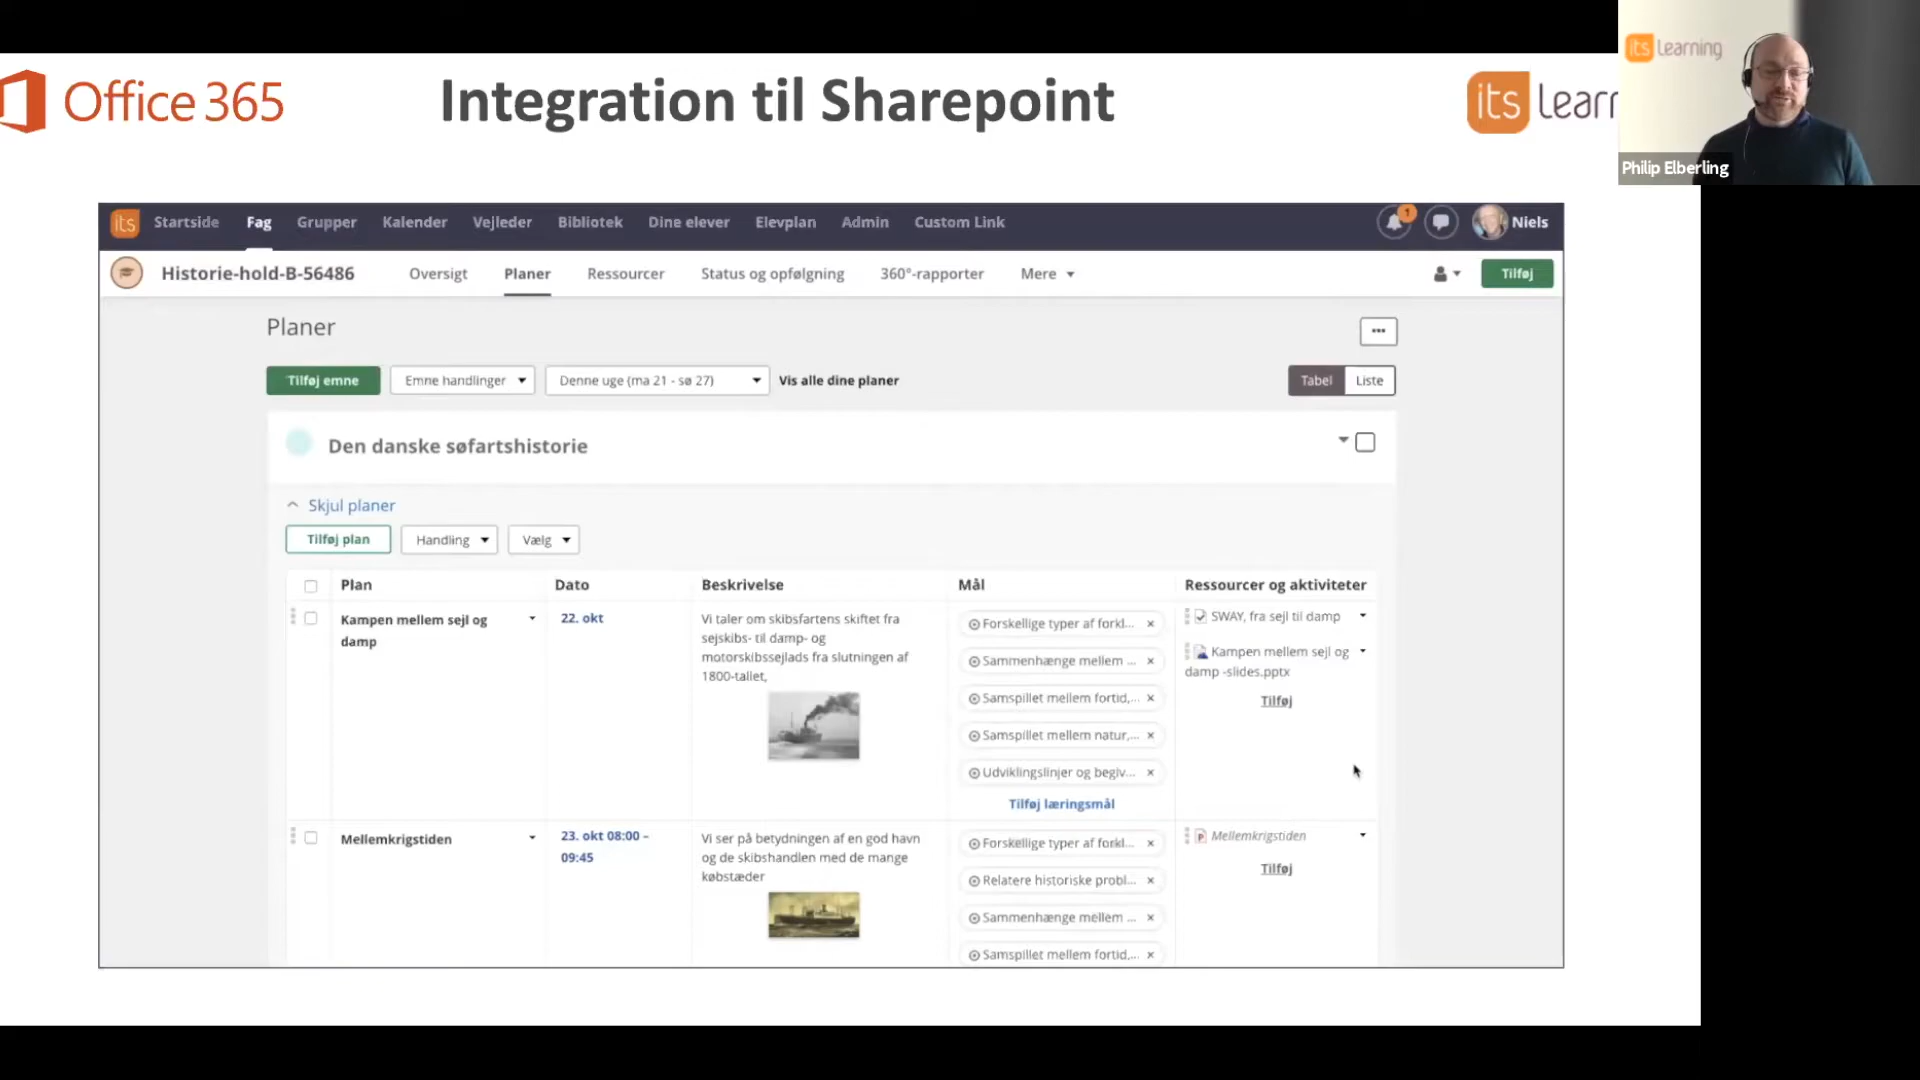 Office 365
Integration til Sharepoint
its Learn
its Learning
Philip Elberling
its Startside Fag Grupper Kalender Vejleder Bibliotek Dine elever Elevplan Admin Custom Link 1 Niels
Historie-hold-B-56486 Oversigt Planer Ressourcer Status og opfølgning 360°-rapporter Mere Tilføj
Planer
Tilføj emne Emne handlinger Denne uge (ma 21 - sø 27) Vis alle dine planer Tabel Liste
Den danske søfartshistorie
Skjul planer
Tilføj plan Handling Vælg
Plan Dato Beskrivelse Mål Ressourcer og aktiviteter
Kampen mellem sejl og
damp
22. okt
Vi taler om skibsfartens skiftet fra
sejskibs- til damp- og
motorskibssejlads fra slutningen af
1800-tallet,
Forskellige typer af forkl...
Sammenhænge mellem ...
Samspillet mellem fortid,...
Samspillet mellem natur,...
Udviklingslinjer og begiv...
Tilføj læringsmål
SWAY, fra sejl til damp
Kampen mellem sejl og
damp -slides.pptx
Tilføj
Mellemkrigstiden
23. okt 08:00 –
09:45
Vi ser på betydningen af en god havn
og de skibshandlen med de mange
købstæder
Forskellige typer af forkl...
Relatere historiske probl...
Sammenhænge mellem ...
Samspillet mellem fortid,...
Mellemkrigstiden
Tilføj